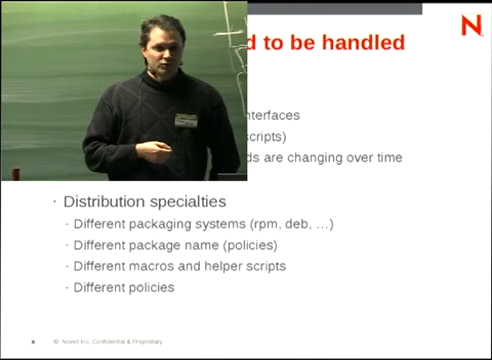 N
d to be handled
nterfaces
scripts)
ds are changing over time
· Distribution specialties
- Different packaging systems (rpm, deb, …)
- Different package name (policies)
- Different macros and helper scripts
- Different policies
© Novell Inc, Confidential & Proprietary